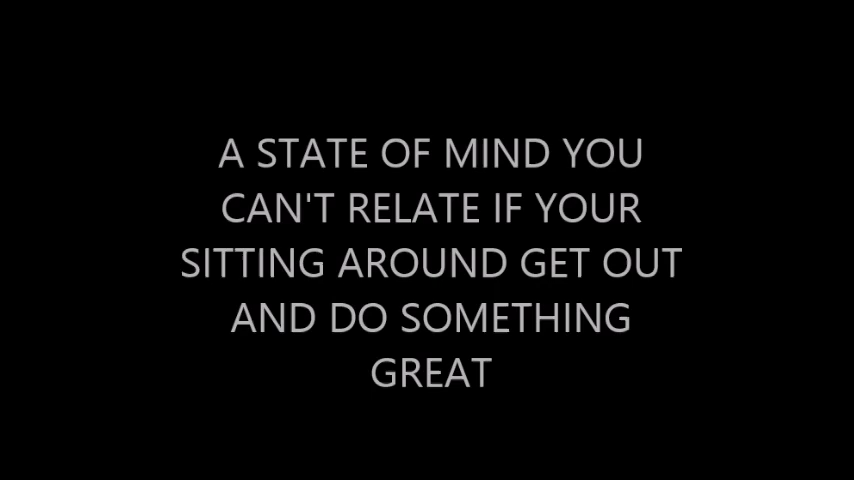 A STATE OF MIND YOU
CAN'T RELATE IF YOUR
SITTING AROUND GET OUT
AND DO SOMETHING
GREAT